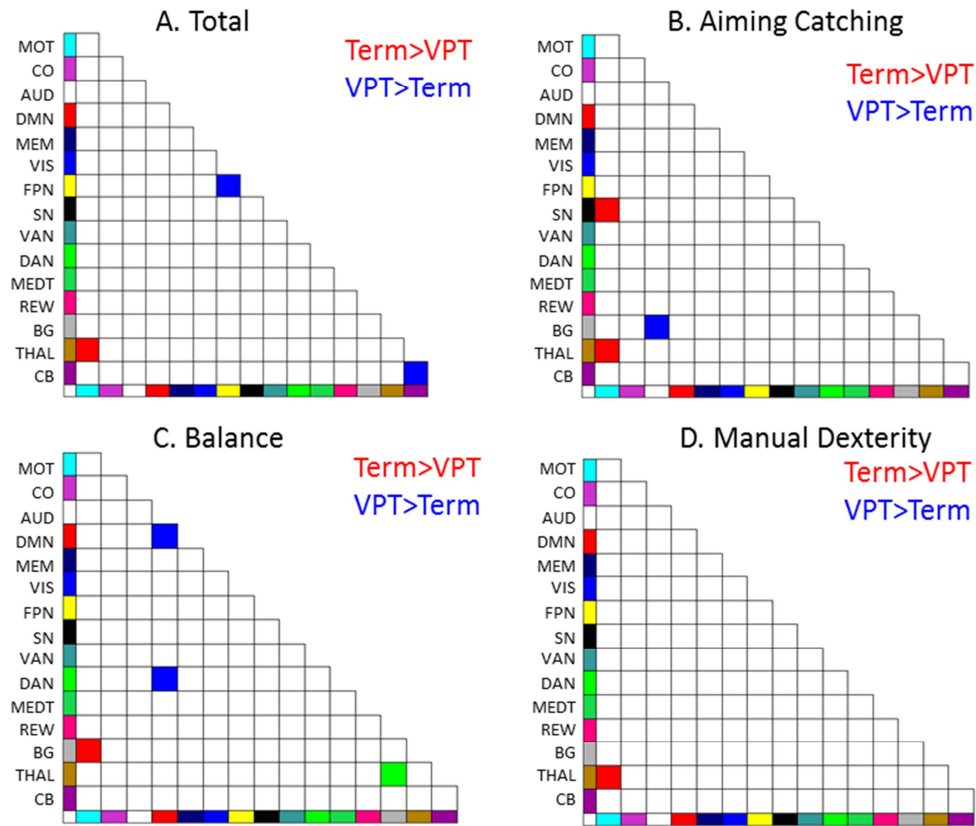 A. Total
Term>VPT
VPT>Term
MOT
CO
AUD
DMN
MEM
VIS
FPN
SN
VAN
DAN
MEDT
REW
BG
THAL
CB
B. Aiming Catching
Term>VPT
VPT>Term
MOT
CO
AUD
DMN
MEM
VIS
FPN
SN
VAN
DAN
MEDT
REW
BG
THAL
CB
C. Balance
Term>VPT
VPT>Term
MOT
CO
AUD
DMN
MEM
VIS
FPN
SN
VAN
DAN
MEDT
REW
BG
THAL
CB
D. Manual Dexterity
Term>VPT
VPT>Term
MOT
CO
AUD
DMN
MEM
VIS
FPN
SN
VAN
DAN
MEDT
REW
BG
THAL
CB